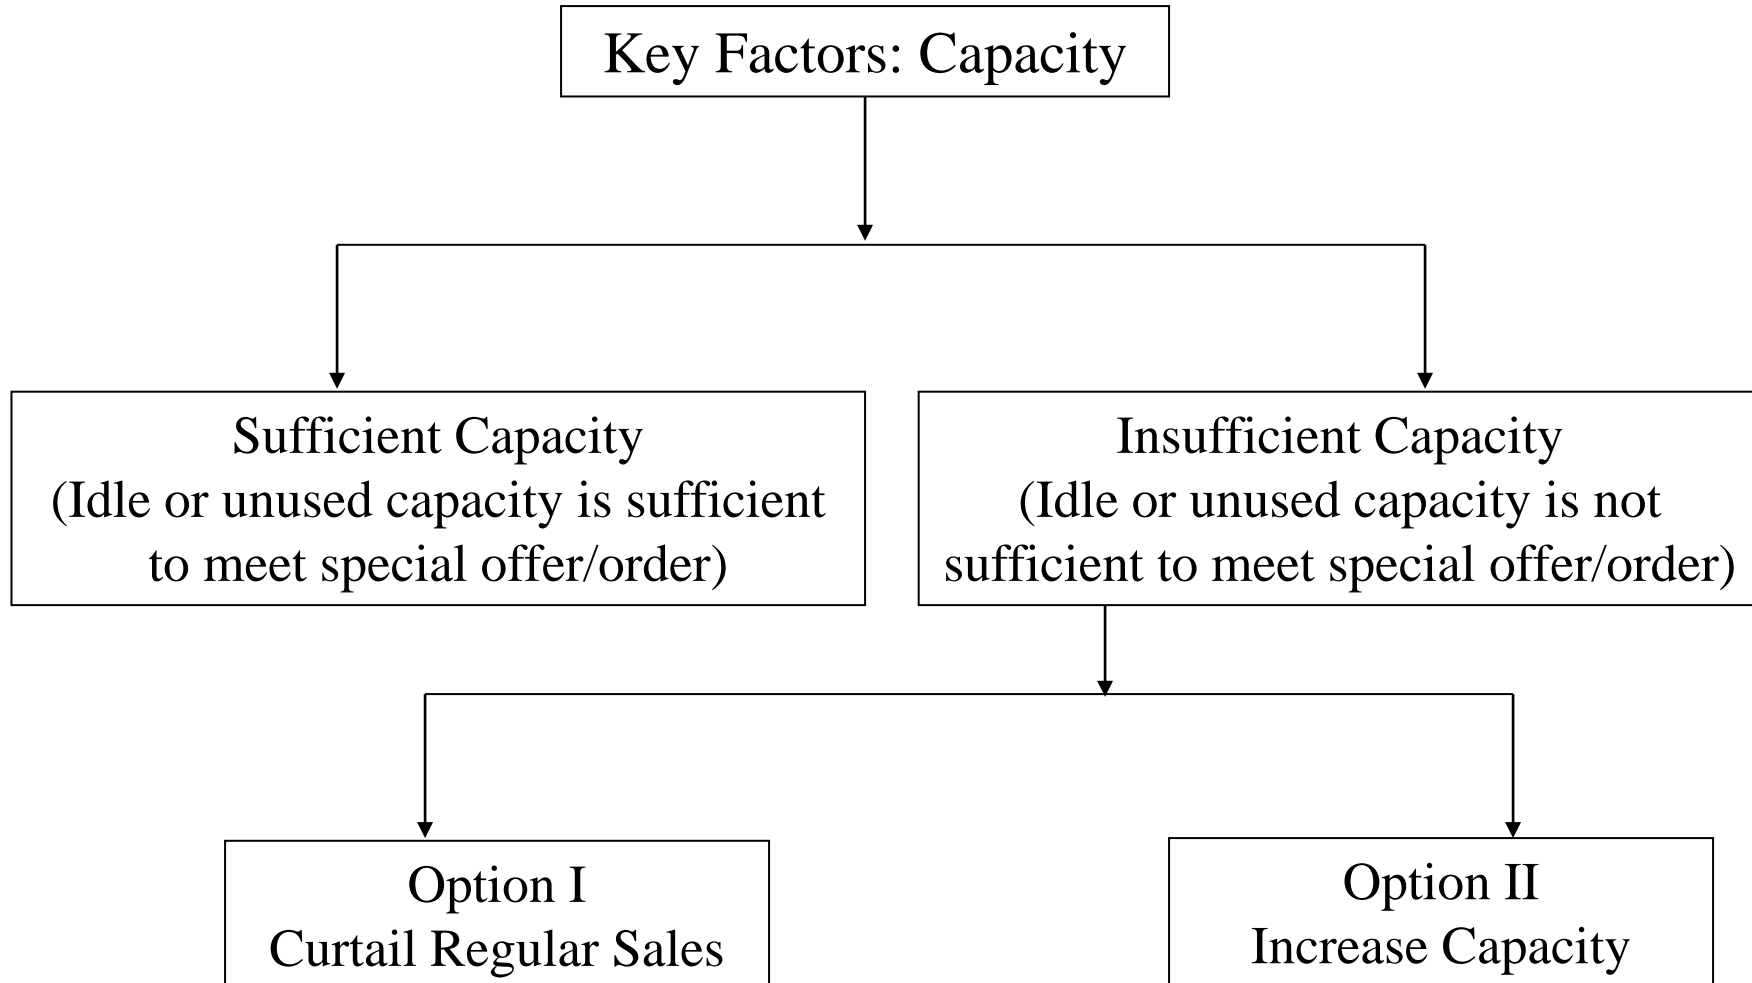 Key Factors: Capacity
Sufficient Capacity
(Idle or unused capacity is sufficient
to meet special offer/order)
Insufficient Capacity
(Idle or unused capacity is not
sufficient to meet special offer/order)
Option I
Curtail Regular Sales
Option II
Increase Capacity